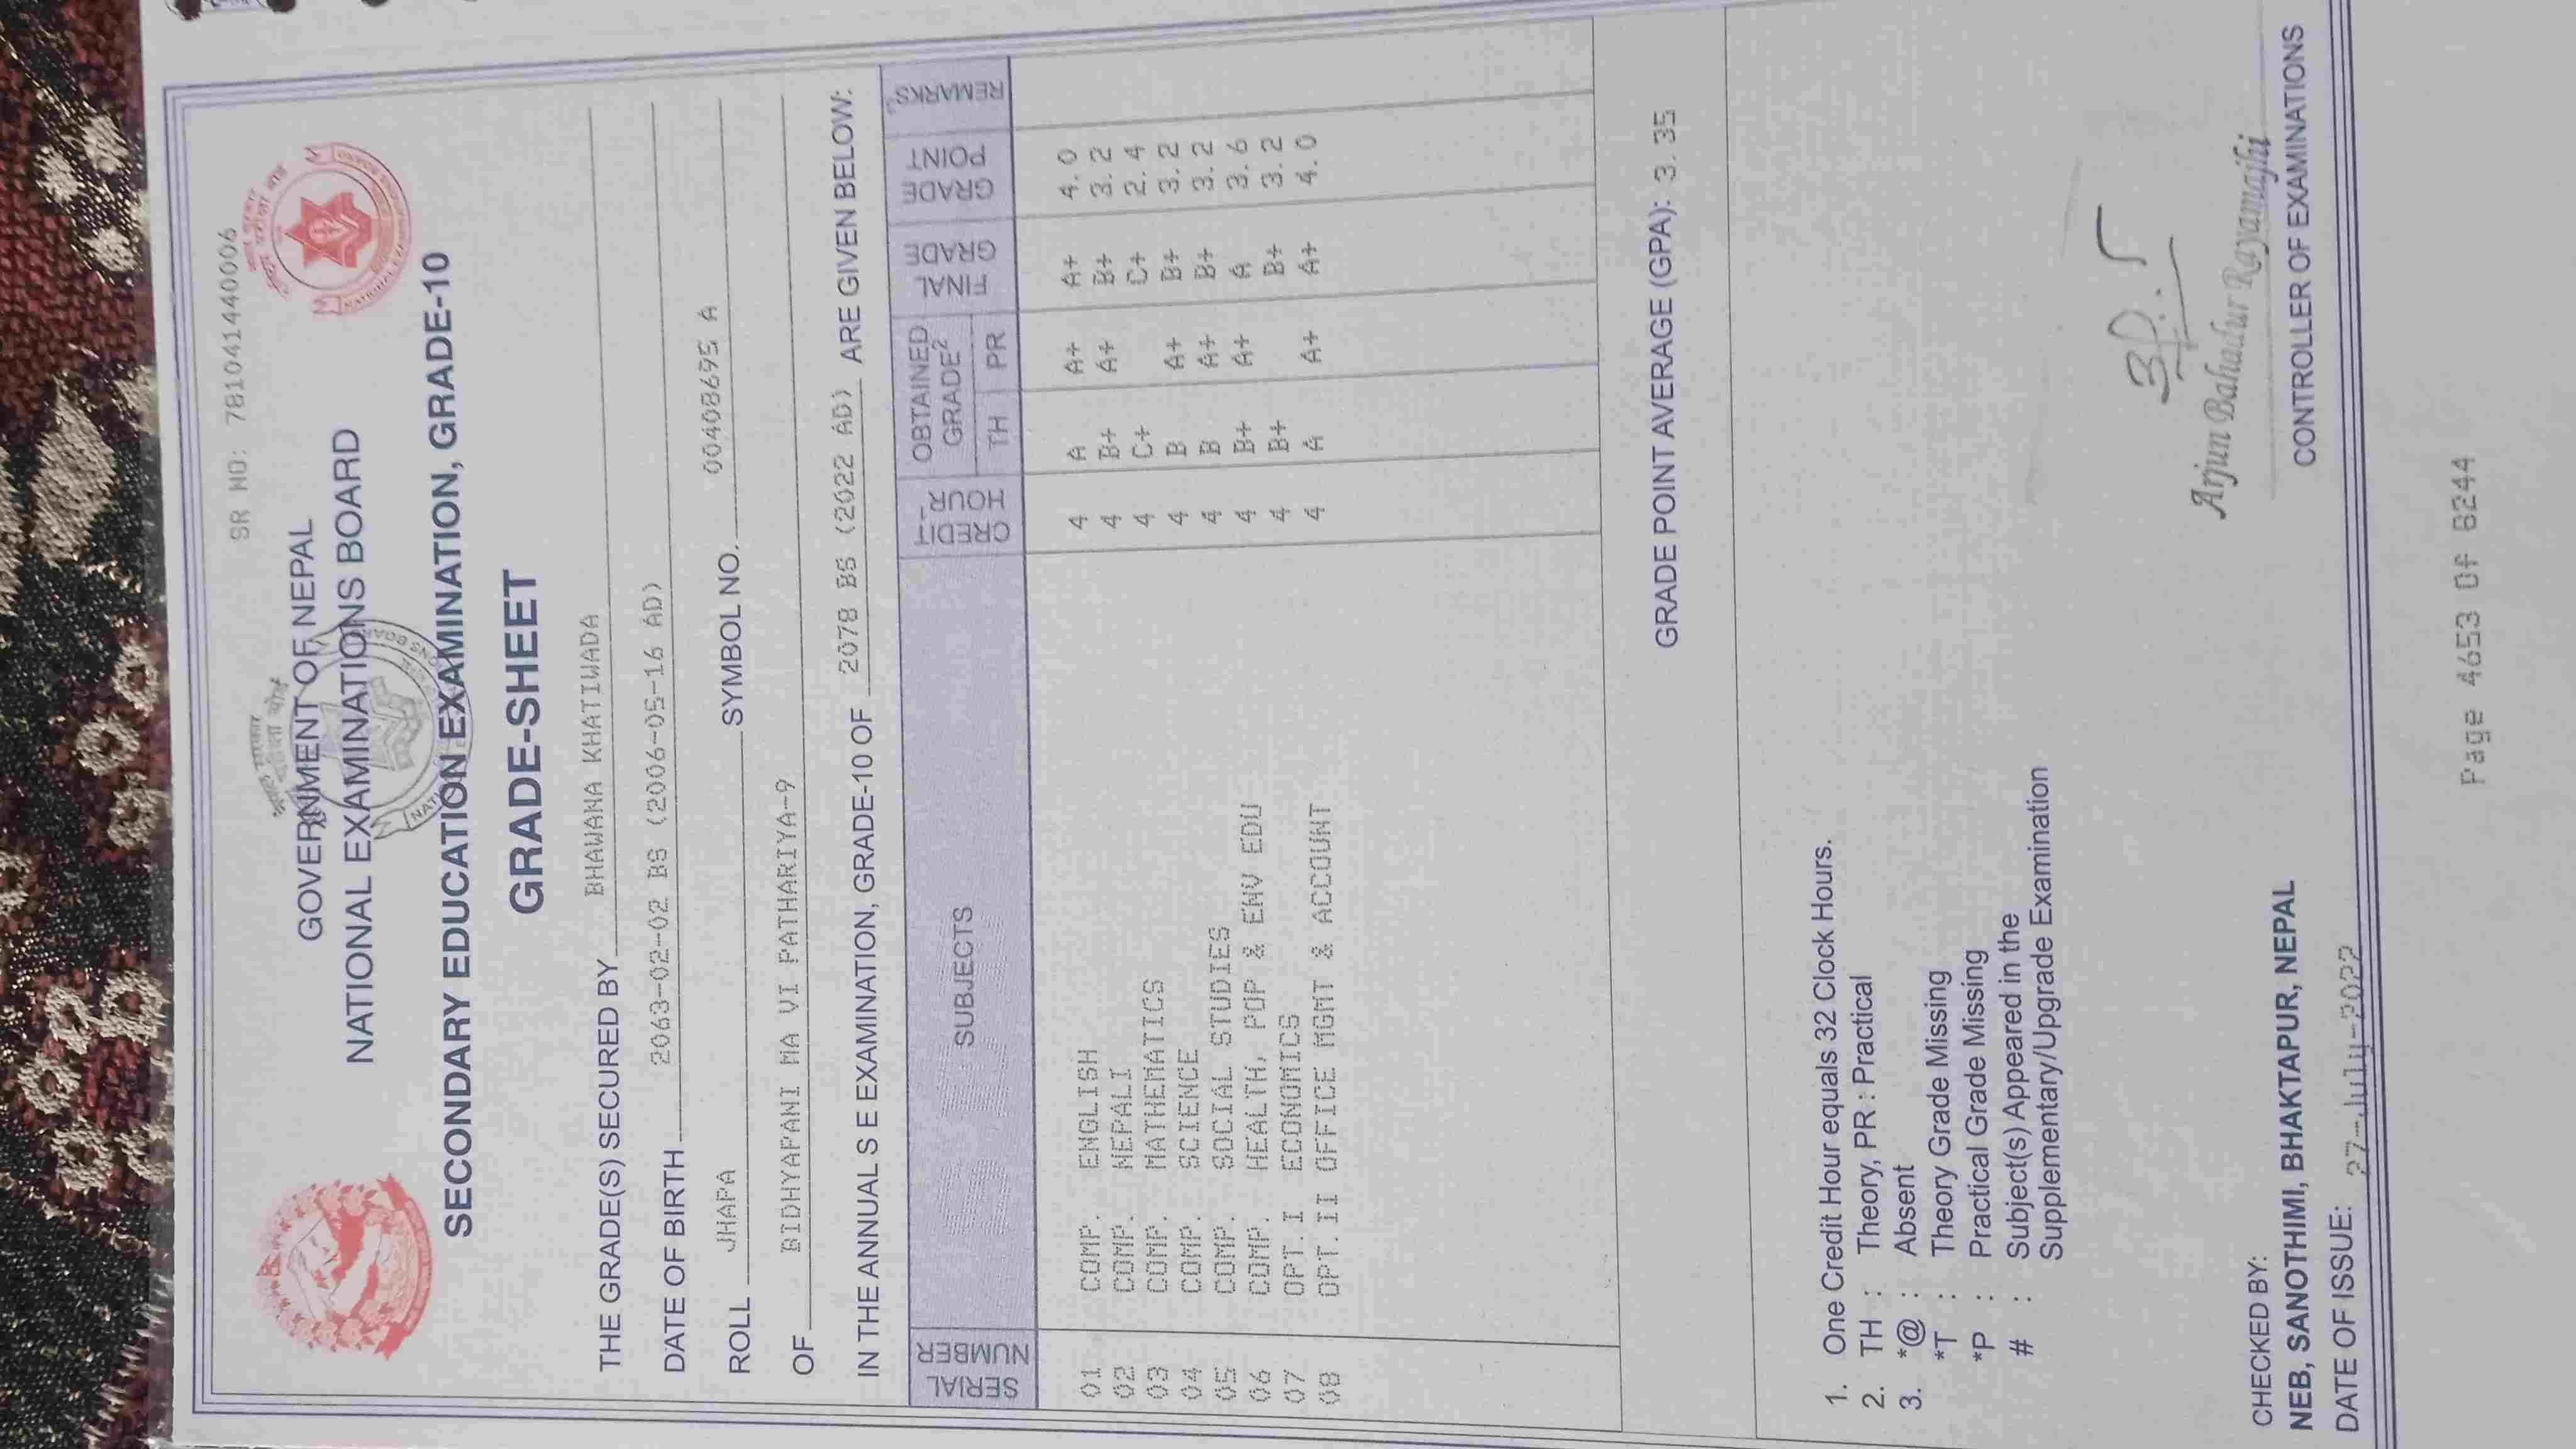 SR NO: 781041440006
GOVERNMENT OF NEPAL
NATIONAL EXAMINATIONS BOARD
SECONDARY EDUCATION EXAMINATION, GRADE-10
GRADE-SHEET
THE GRADE(S) SECURED BY BHAWANA KHATIWADA
DATE OF BIRTH 2063-02-02 BS (2006-05-16 AD)
ROLL JHAPA SYMBOL NO. 00408695 A
OF BIDHYAPANI MA VI PATHARIYA-9
IN THE ANNUAL S E EXAMINATION, GRADE-10 OF 2078 BS (2022 AD) ARE GIVEN BELOW:
SERIAL NUMBER SUBJECTS CREDIT HOUR¹ OBTAINED GRADE² TH PR FINAL GRADE GRADE POINT REMARKS³
01 COMP. ENGLISH 4 A A+ A+ 4.0
02 COMP. NEPALI 4 B+ A+ B+ 3.2
03 COMP. MATHEMATICS 4 C+ C+ 2.4
04 COMP. SCIENCE 4 B A+ B+ 3.2
05 COMP. SOCIAL STUDIES 4 B A+ B+ 3.2
06 COMP. HEALTH, POP & ENV EDU 4 B+ A+ A 3.6
07 OPT.I ECONOMICS 4 B+ B+ 3.2
08 OPT.II OFFICE MGMT & ACCOUNT 4 A A+ A+ 4.0
GRADE POINT AVERAGE (GPA): 3.35
1. One Credit Hour equals 32 Clock Hours.
2. TH : Theory, PR : Practical
3. *@ : Absent
*T : Theory Grade Missing
*P : Practical Grade Missing
# : Subject(s) Appeared in the
Supplementary/Upgrade Examination
Arjun Bahadur Rayamajhi
CHECKED BY:
NEB, SANOTHIMI, BHAKTAPUR, NEPAL
CONTROLLER OF EXAMINATIONS
DATE OF ISSUE: 27-July-2022
Page 4653 Of 8244